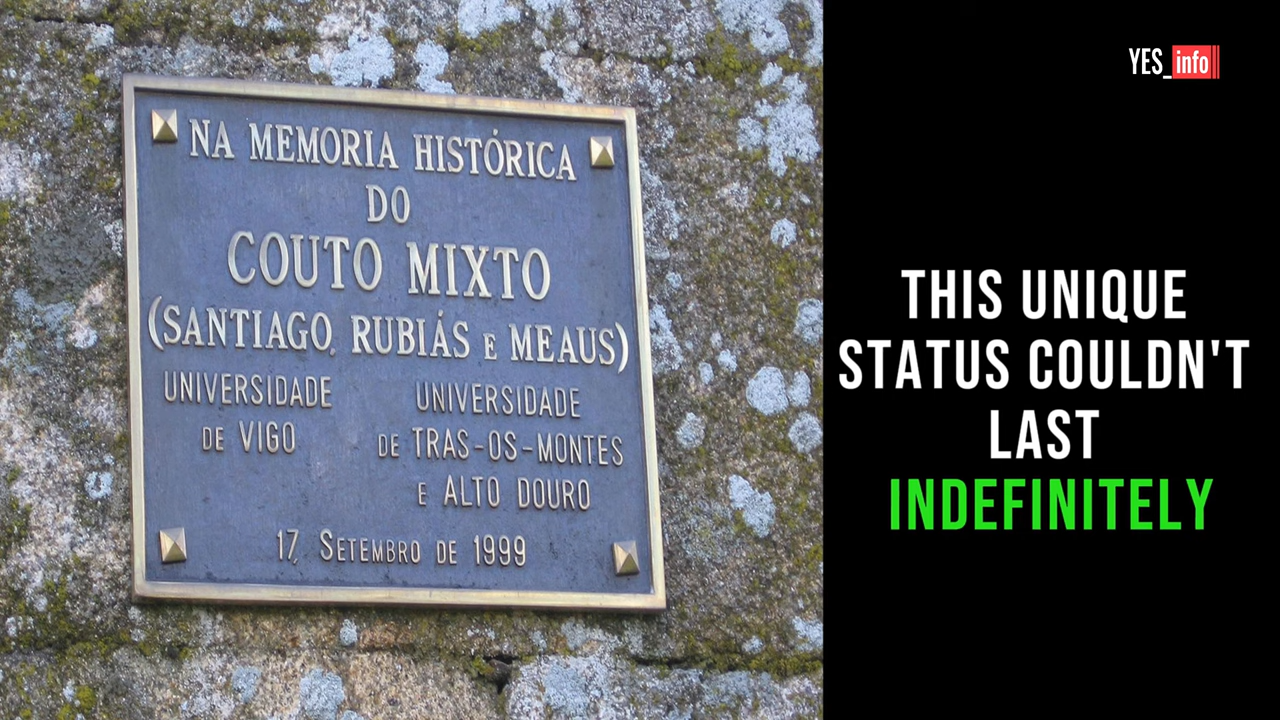 NA MEMORIA HISTÓRICA
DO
COUTO MIXTO
(SANTIAGO, RUBIÁS E MEAUS)
UNIVERSIDADE
DE VIGO
UNIVERSIDADE
DE TRAS-OS-MONTES
E ALTO DOURO
17, SETEMBRO DE 1999
YES_info
THIS UNIQUE
STATUS COULDN'T
LAST
INDEFINITELY